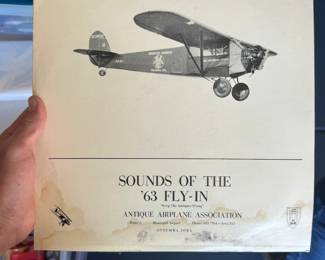 SOUNDS OF THE
'63 FLY-IN
"Keep The Antiques Flying"
ANTIQUE AIRPLANE ASSOCIATION
OTTUMWA, IOWA